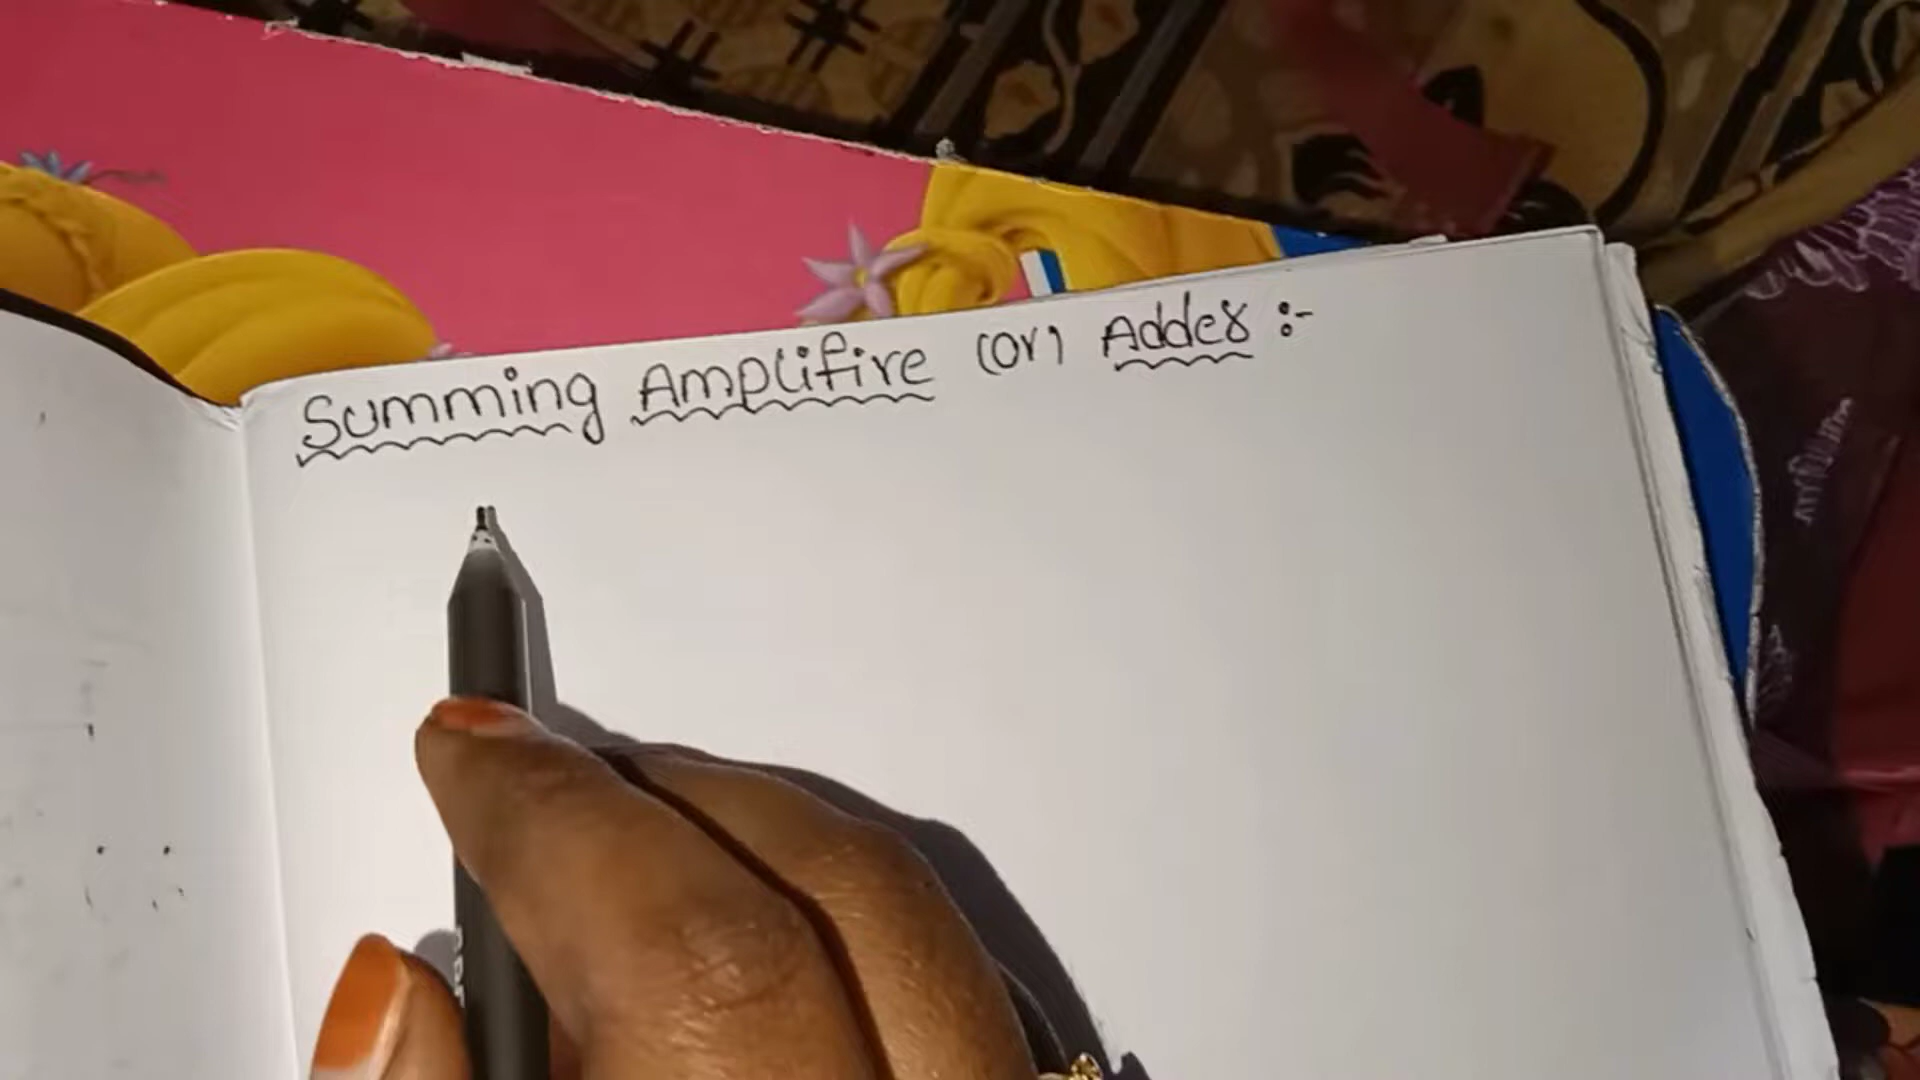 Summing Amplifire (or) Adder :-